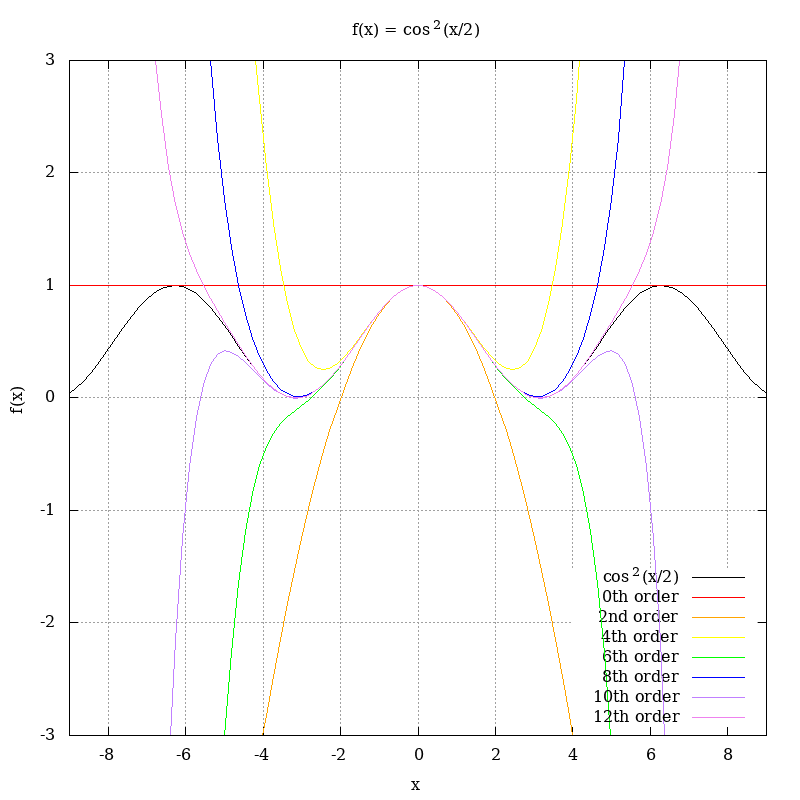 f(x) = cos²(x/2)
3
2
1
0
-1
-2
-3
f(x)
cos²(x/2)
0th order
2nd order
4th order
6th order
8th order
10th order
12th order
-8 -6 -4 -2 0 2 4 6 8
x